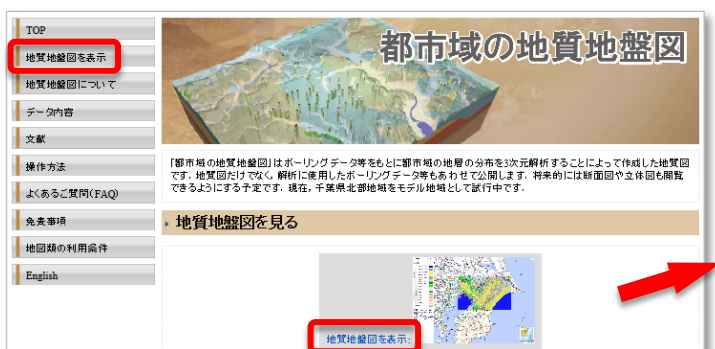 TOP
地質地盤図を表示
地質地盤図について
データ内容
文献
操作方法
よくあるご質問(FAQ)
免責事項
地図類の利用条件
English
都市域の地質地盤図
「都市域の地質地盤図」はボーリングデータ等をもとに都市域の地層の分布を3次元解析することによって作成した地質図
です．地質図だけでなく，解析に使用したボーリングデータ等もあわせて公開します．将来的には断面図や立体図も閲覧
できるようにする予定です．現在，千葉県北部地域をモデル地域として試行中です．
地質地盤図を見る
地質地盤図を表示: